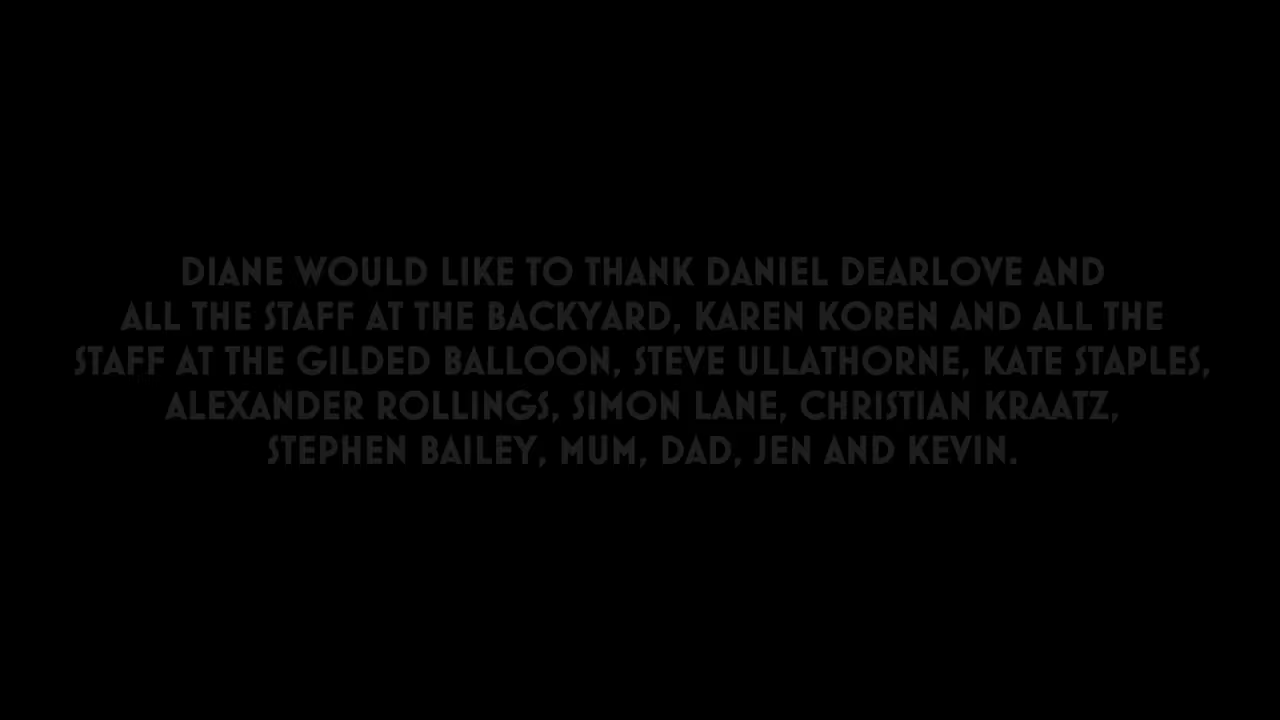 DIANE WOULD LIKE TO THANK DANIEL DEARLOVE AND
ALL THE STAFF AT THE BACKYARD, KAREN KOREN AND ALL THE
STAFF AT THE GILDED BALLOON, STEVE ULLATHORNE, KATE STAPLES,
ALEXANDER ROLLINGS, SIMON LANE, CHRISTIAN KRAATZ,
STEPHEN BAILEY, MUM, DAD, JEN AND KEVIN.